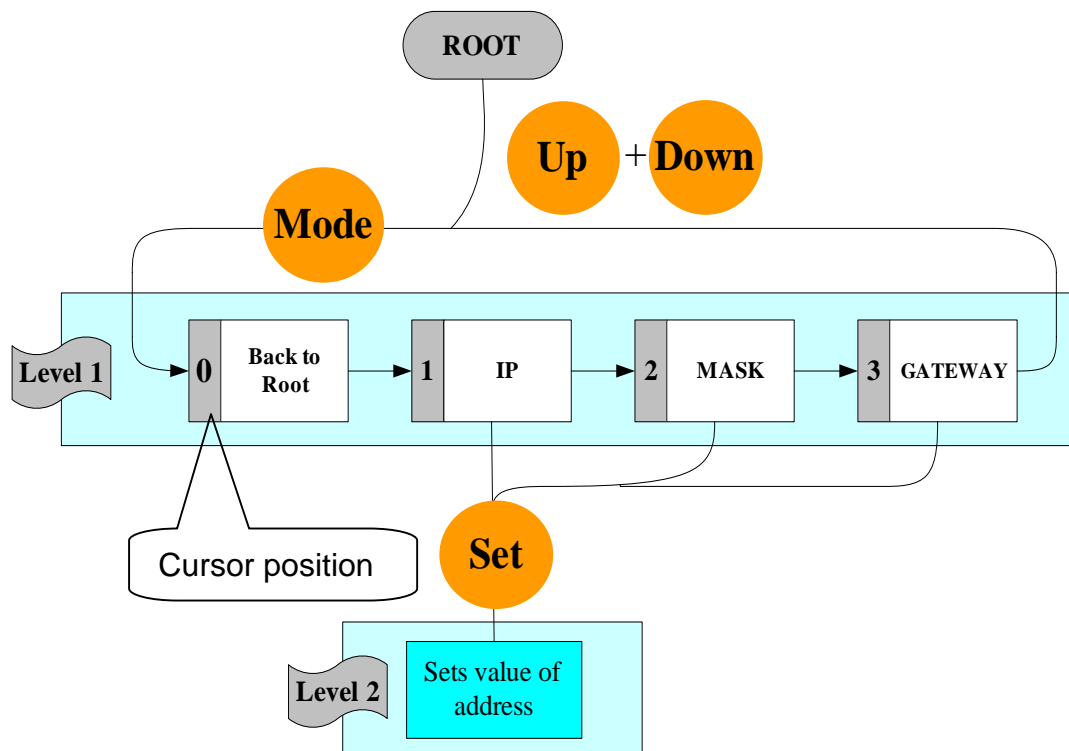 ROOT
Up + Down
Mode
Level 1
0
Back to
Root
1
IP
2
MASK
3
GATEWAY
Cursor position
Set
Level 2
Sets value of
address